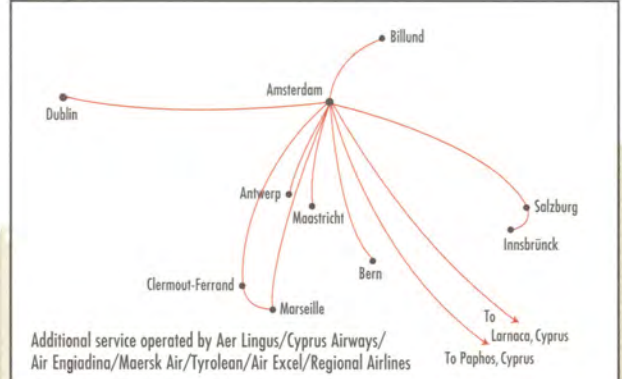 Billund
Amsterdam
Dublin
Antwerp
Maastricht
Salzburg
Innsbrünck
Bern
Clermout-Ferrand
Marseille
To
Larnaca, Cyprus
To Paphos, Cyprus
Additional service operated by Aer Lingus/Cyprus Airways/
Air Engiadina/Maersk Air/Tyrolean/Air Excel/Regional Airlines